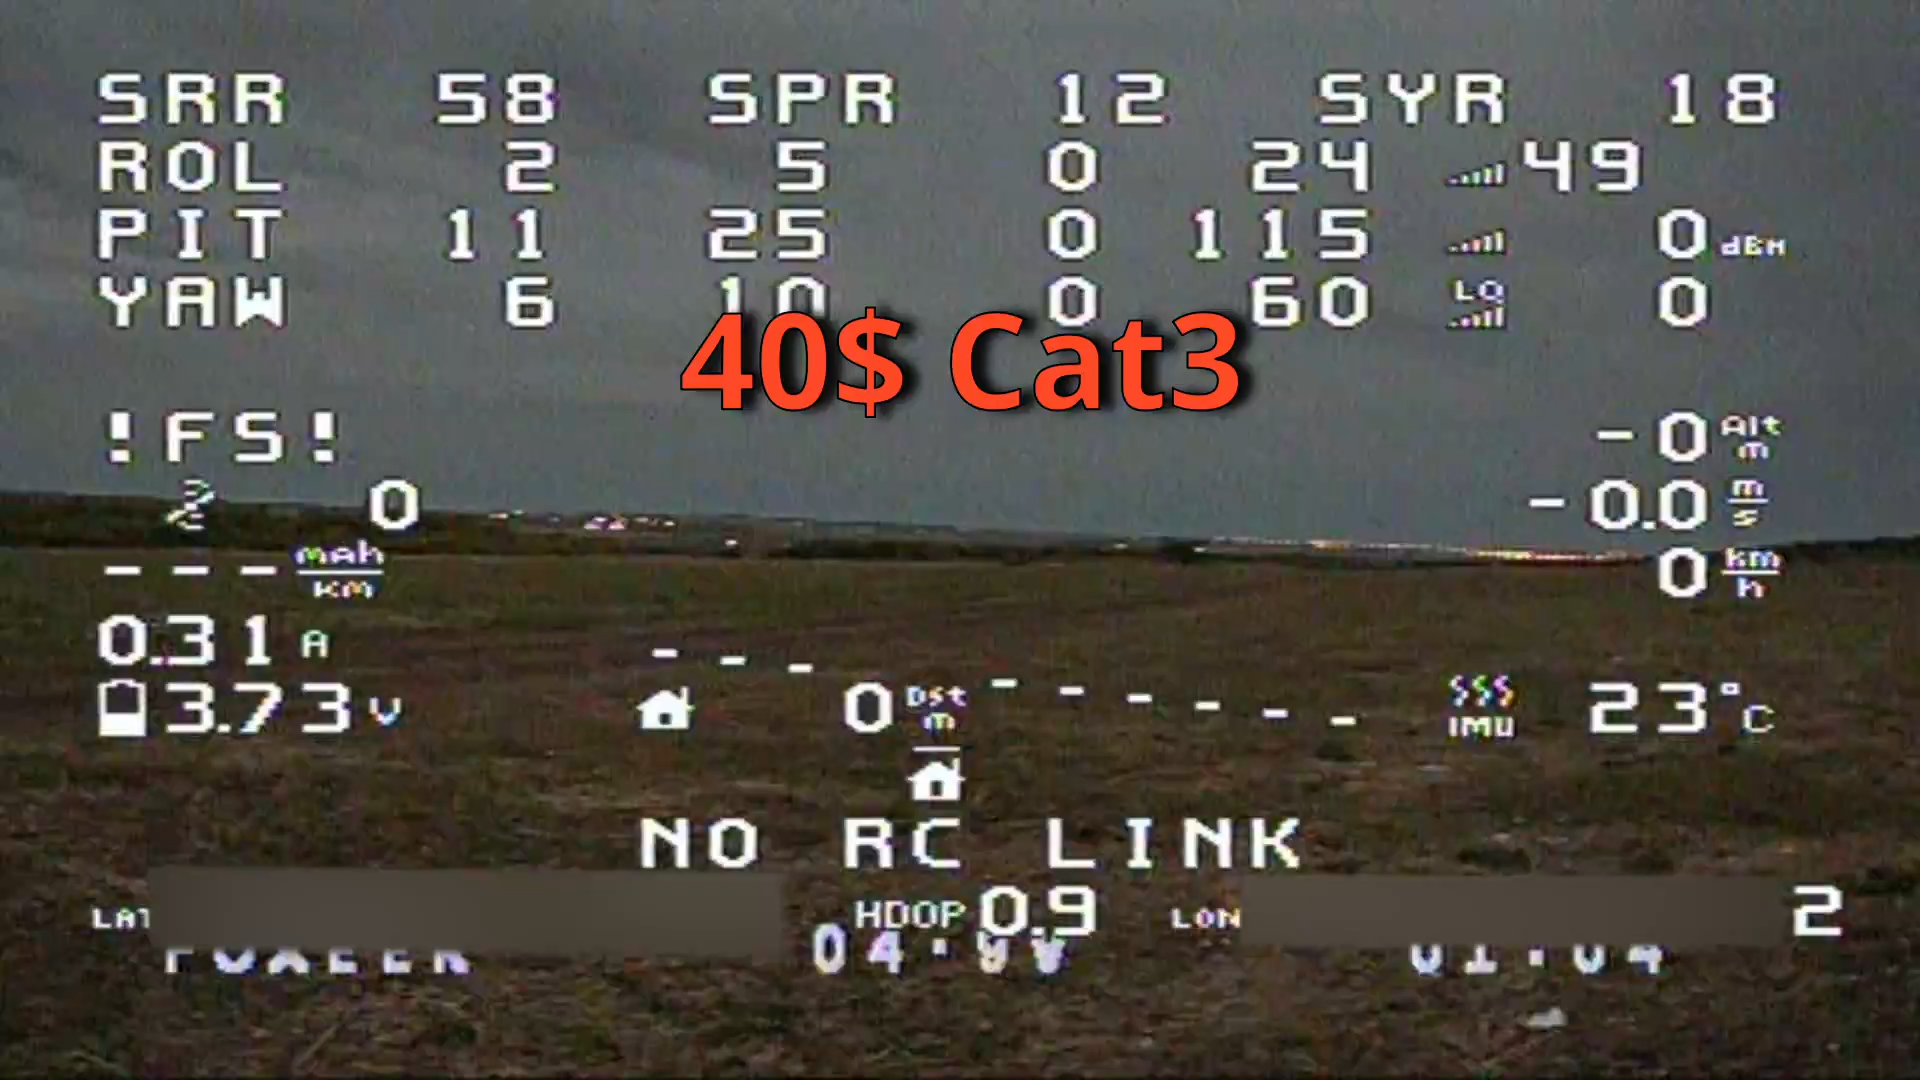 SRR 58 SPR 12 SYR 18
ROL 2 5 0 24 49
PIT 11 25 0 115 0 dBm
YAW 6 10 0 60 LQ 0
40$ Cat3
!FS! -0 Alt m
0 -0.0 m/s
--- mAh/km 0 km/h
0.31 A
3.73 V 0 Dst m IMU 23°C
NO RC LINK
LAT HDOP 0.9 LON 2